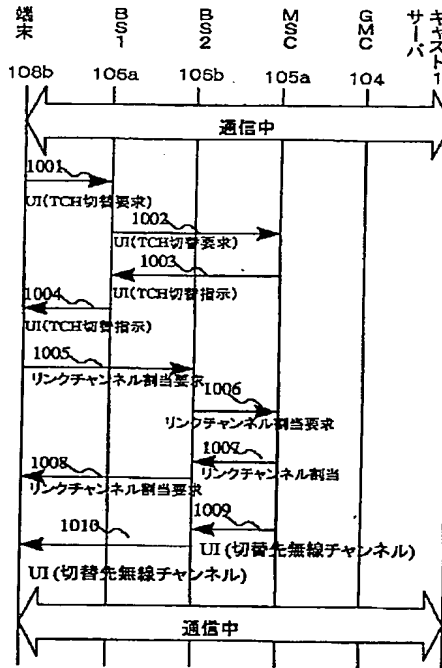 端末
BS1
BS2
MSC
GMC
キャスト
サーバ
108b
106a
106b
105a
104
1
通信中
1001
UI(TCH切替要求)
1002
UI(TCH切替要求)
1003
UI(TCH切替指示)
1004
UI(TCH切替指示)
1005
リンクチャンネル割当要求
1006
リンクチャンネル割当要求
1007
リンクチャンネル割当
1008
リンクチャンネル割当要求
1009
UI(切替先無線チャンネル)
1010
UI(切替先無線チャンネル)
通信中